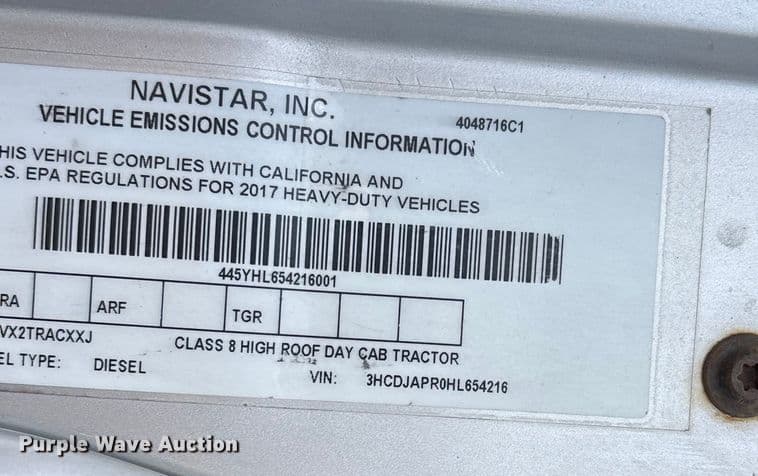 NAVISTAR, INC.
VEHICLE EMISSIONS CONTROL INFORMATION
4048716C1
HIS VEHICLE COMPLIES WITH CALIFORNIA AND
.S. EPA REGULATIONS FOR 2017 HEAVY-DUTY VEHICLES
445YHL654216001
RA ARF TGR
VX2TRACXXJ
CLASS 8 HIGH ROOF DAY CAB TRACTOR
EL TYPE: DIESEL
VIN: 3HCDJAPR0HL654216
Purple Wave Auction